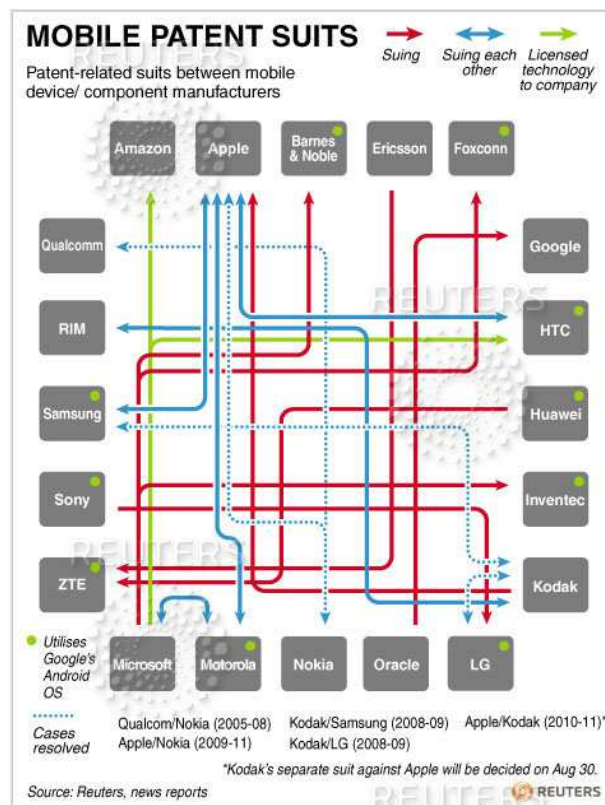 MOBILE PATENT SUITS
Patent-related suits between mobile
device/ component manufacturers
Suing
Suing each
other
Licensed
technology
to company
Amazon
Apple
Barnes
& Noble
Ericsson
Foxconn
Qualcomm
Google
REUTERS
REUTERS
RIM
HTC
Samsung
Huawei
Sony
Inventec
REUTERS
ZTE
Kodak
Microsoft
Motorola
Nokia
Oracle
LG
Utilises
Google's
Android
OS
Cases
resolved
Qualcom/Nokia (2005-08)
Kodak/Samsung (2008-09)
Apple/Kodak (2010-11)*
Apple/Nokia (2009-11)
Kodak/LG (2008-09)
*Kodak's separate suit against Apple will be decided on Aug 30.
Source: Reuters, news reports
REUTERS
REUTERS